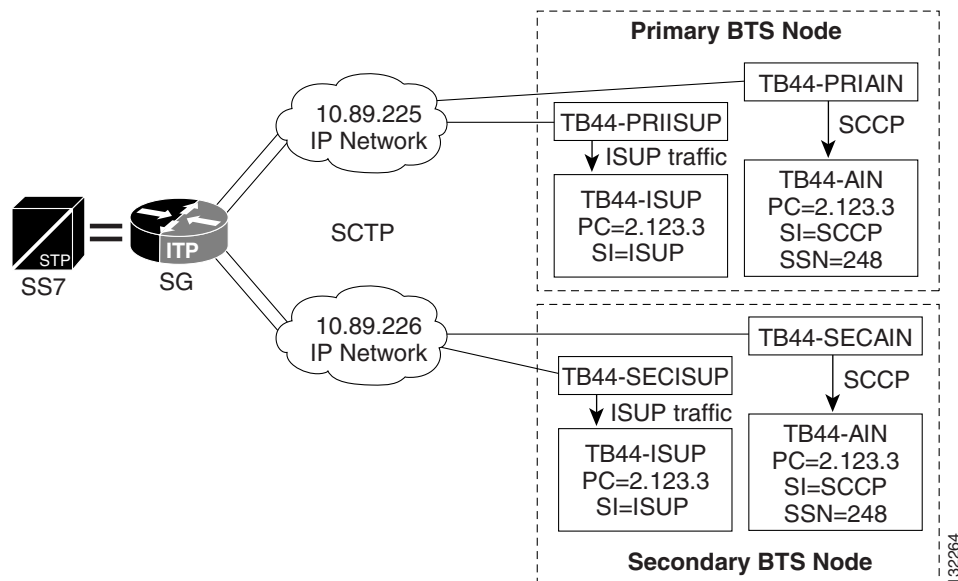 Primary BTS Node
TB44-PRIAIN
10.89.225
IP Network
TB44-PRIISUP
SCCP
ISUP traffic
TB44-ISUP
PC=2.123.3
SI=ISUP
TB44-AIN
PC=2.123.3
SI=SCCP
SSN=248
STP
SS7
ITP
SG
SCTP
10.89.226
IP Network
TB44-SECAIN
TB44-SECISUP
SCCP
ISUP traffic
TB44-ISUP
PC=2.123.3
SI=ISUP
TB44-AIN
PC=2.123.3
SI=SCCP
SSN=248
Secondary BTS Node
132264